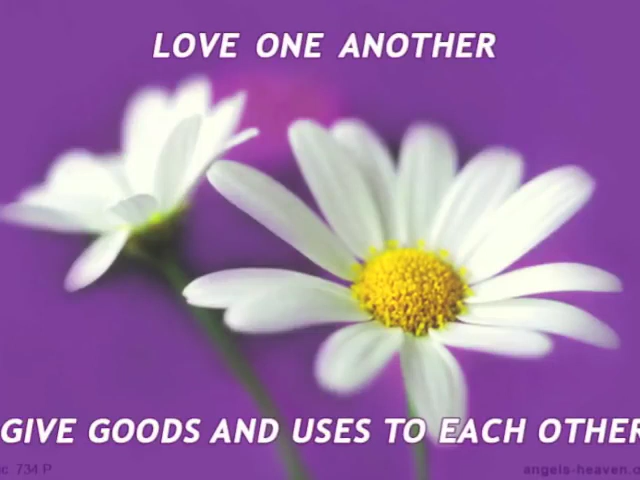 LOVE ONE ANOTHER
GIVE GOODS AND USES TO EACH OTHER
c 734 P
angels-heaven.o